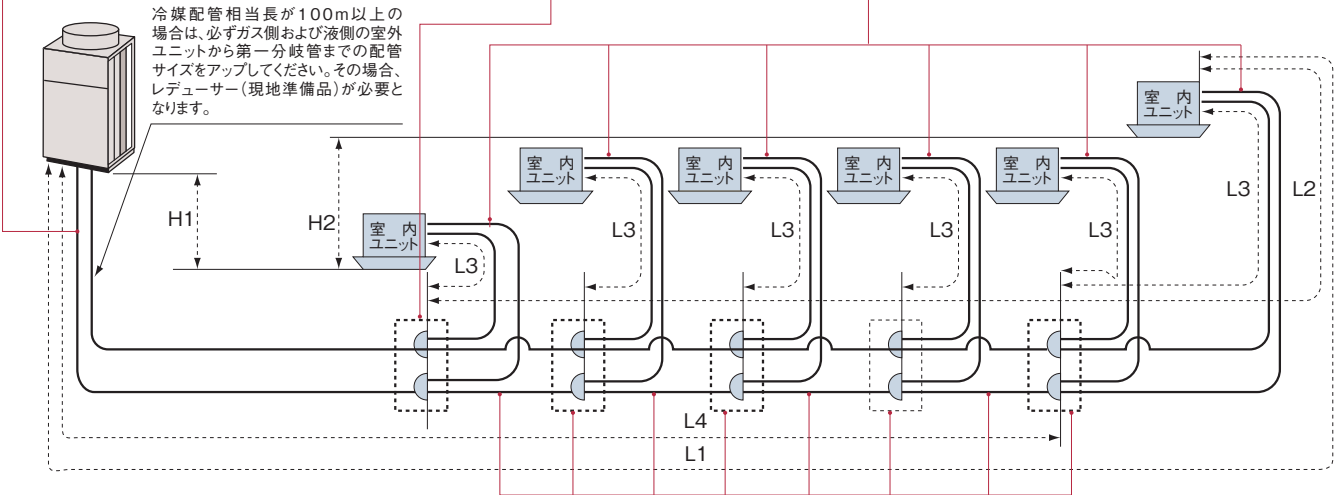 冷媒配管相当長が100m以上の
場合は、必ずガス側および液側の室外
ユニットから第一分岐管までの配管
サイズをアップしてください。その場合、
レデューサー(現地準備品)が必要と
なります。
室 内
ユニット
室 内
ユニット
室 内
ユニット
室 内
ユニット
室 内
ユニット
室 内
ユニット
H1
H2
L3
L3
L3
L3
L3
L3
L2
L4
L1